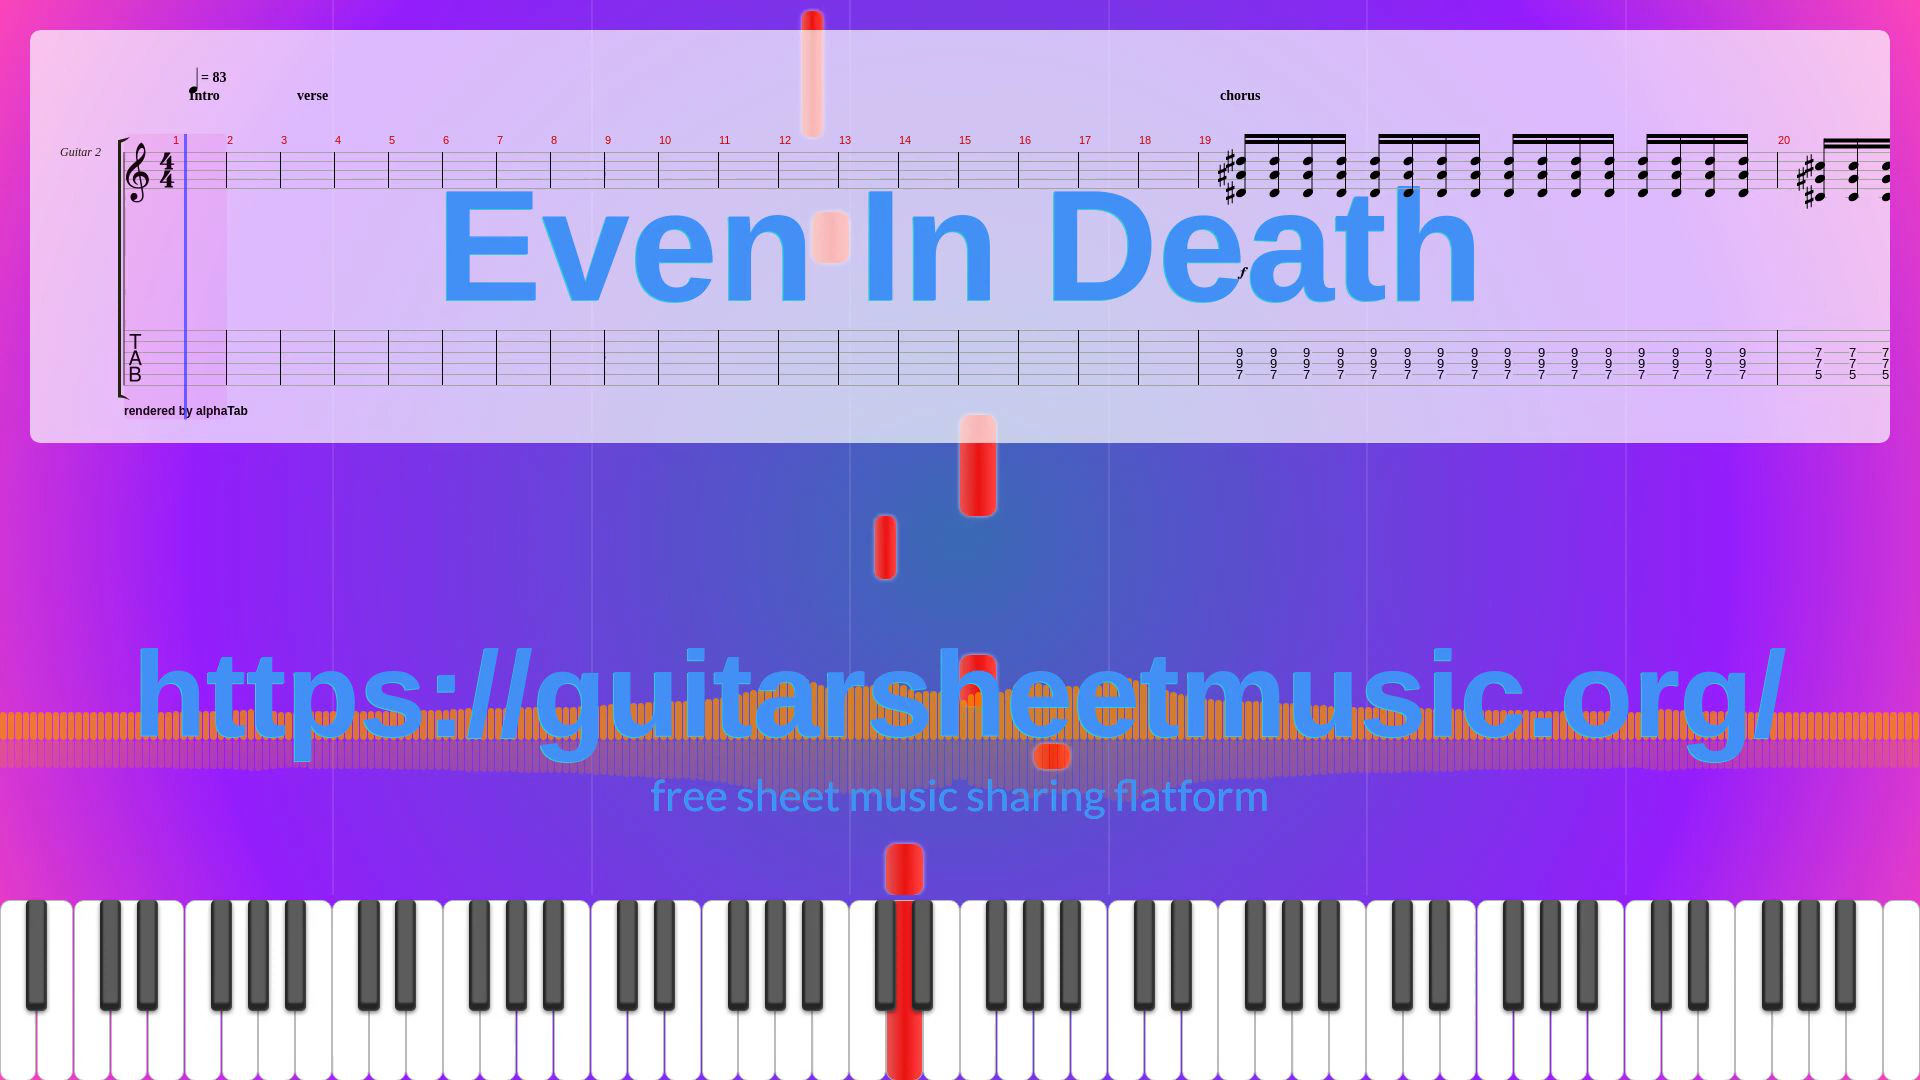 = 83
Intro verse chorus
1 2 3 4 5 6 7 8 9 10 11 12 13 14 15 16 17 18 19 20
Guitar 2
4
4
Even In Death
f
T
A
B
9 9 9 9 9 9 9 9 9 9 9 9 9 9 9 9 7 7 7
9 9 9 9 9 9 9 9 9 9 9 9 9 9 9 9 7 7 7
7 7 7 7 7 7 7 7 7 7 7 7 7 7 7 7 5 5 5
rendered by alphaTab
https://guitarsheetmusic.org/
free sheet music sharing flatform